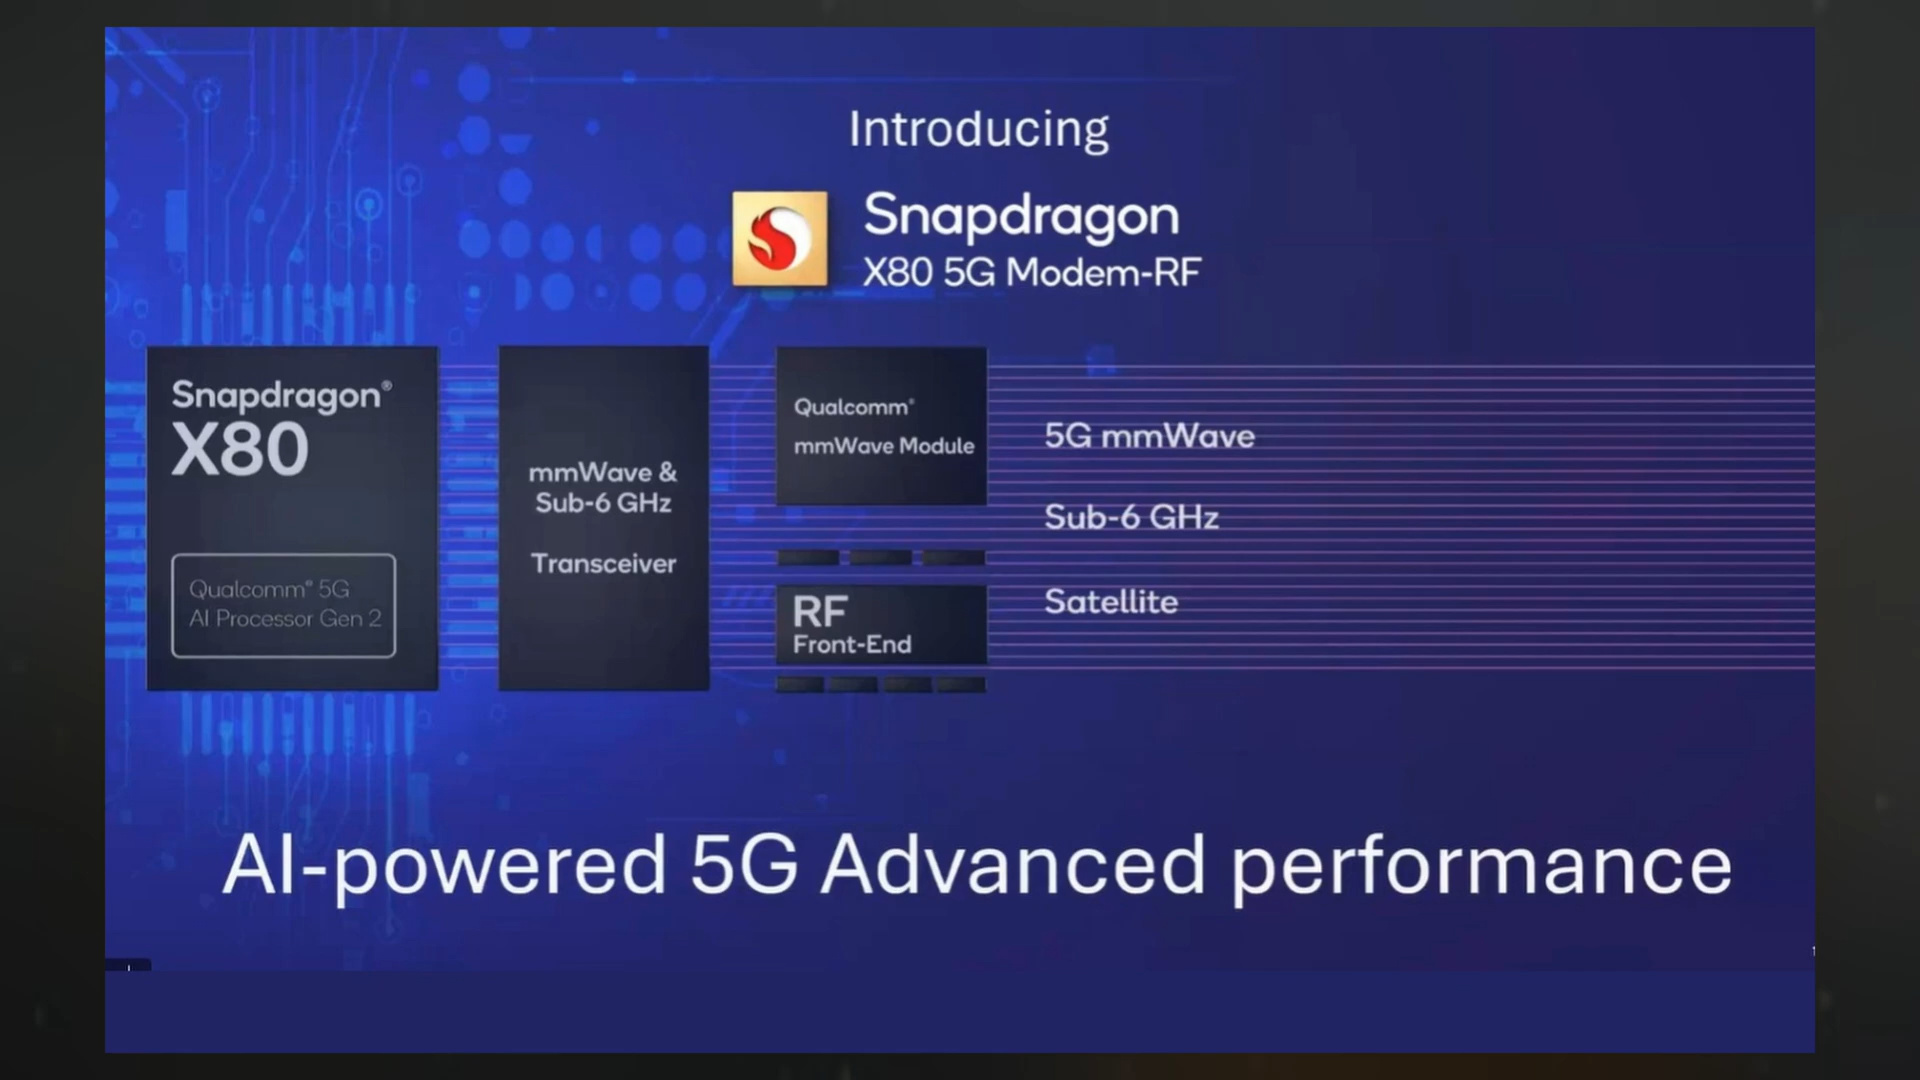 Introducing
Snapdragon
X80 5G Modem-RF
Snapdragon®
X80
Qualcomm® 5G
AI Processor Gen 2
mmWave &
Sub-6 GHz
Transceiver
Qualcomm®
mmWave Module
RF
Front-End
5G mmWave
Sub-6 GHz
Satellite
AI-powered 5G Advanced performance